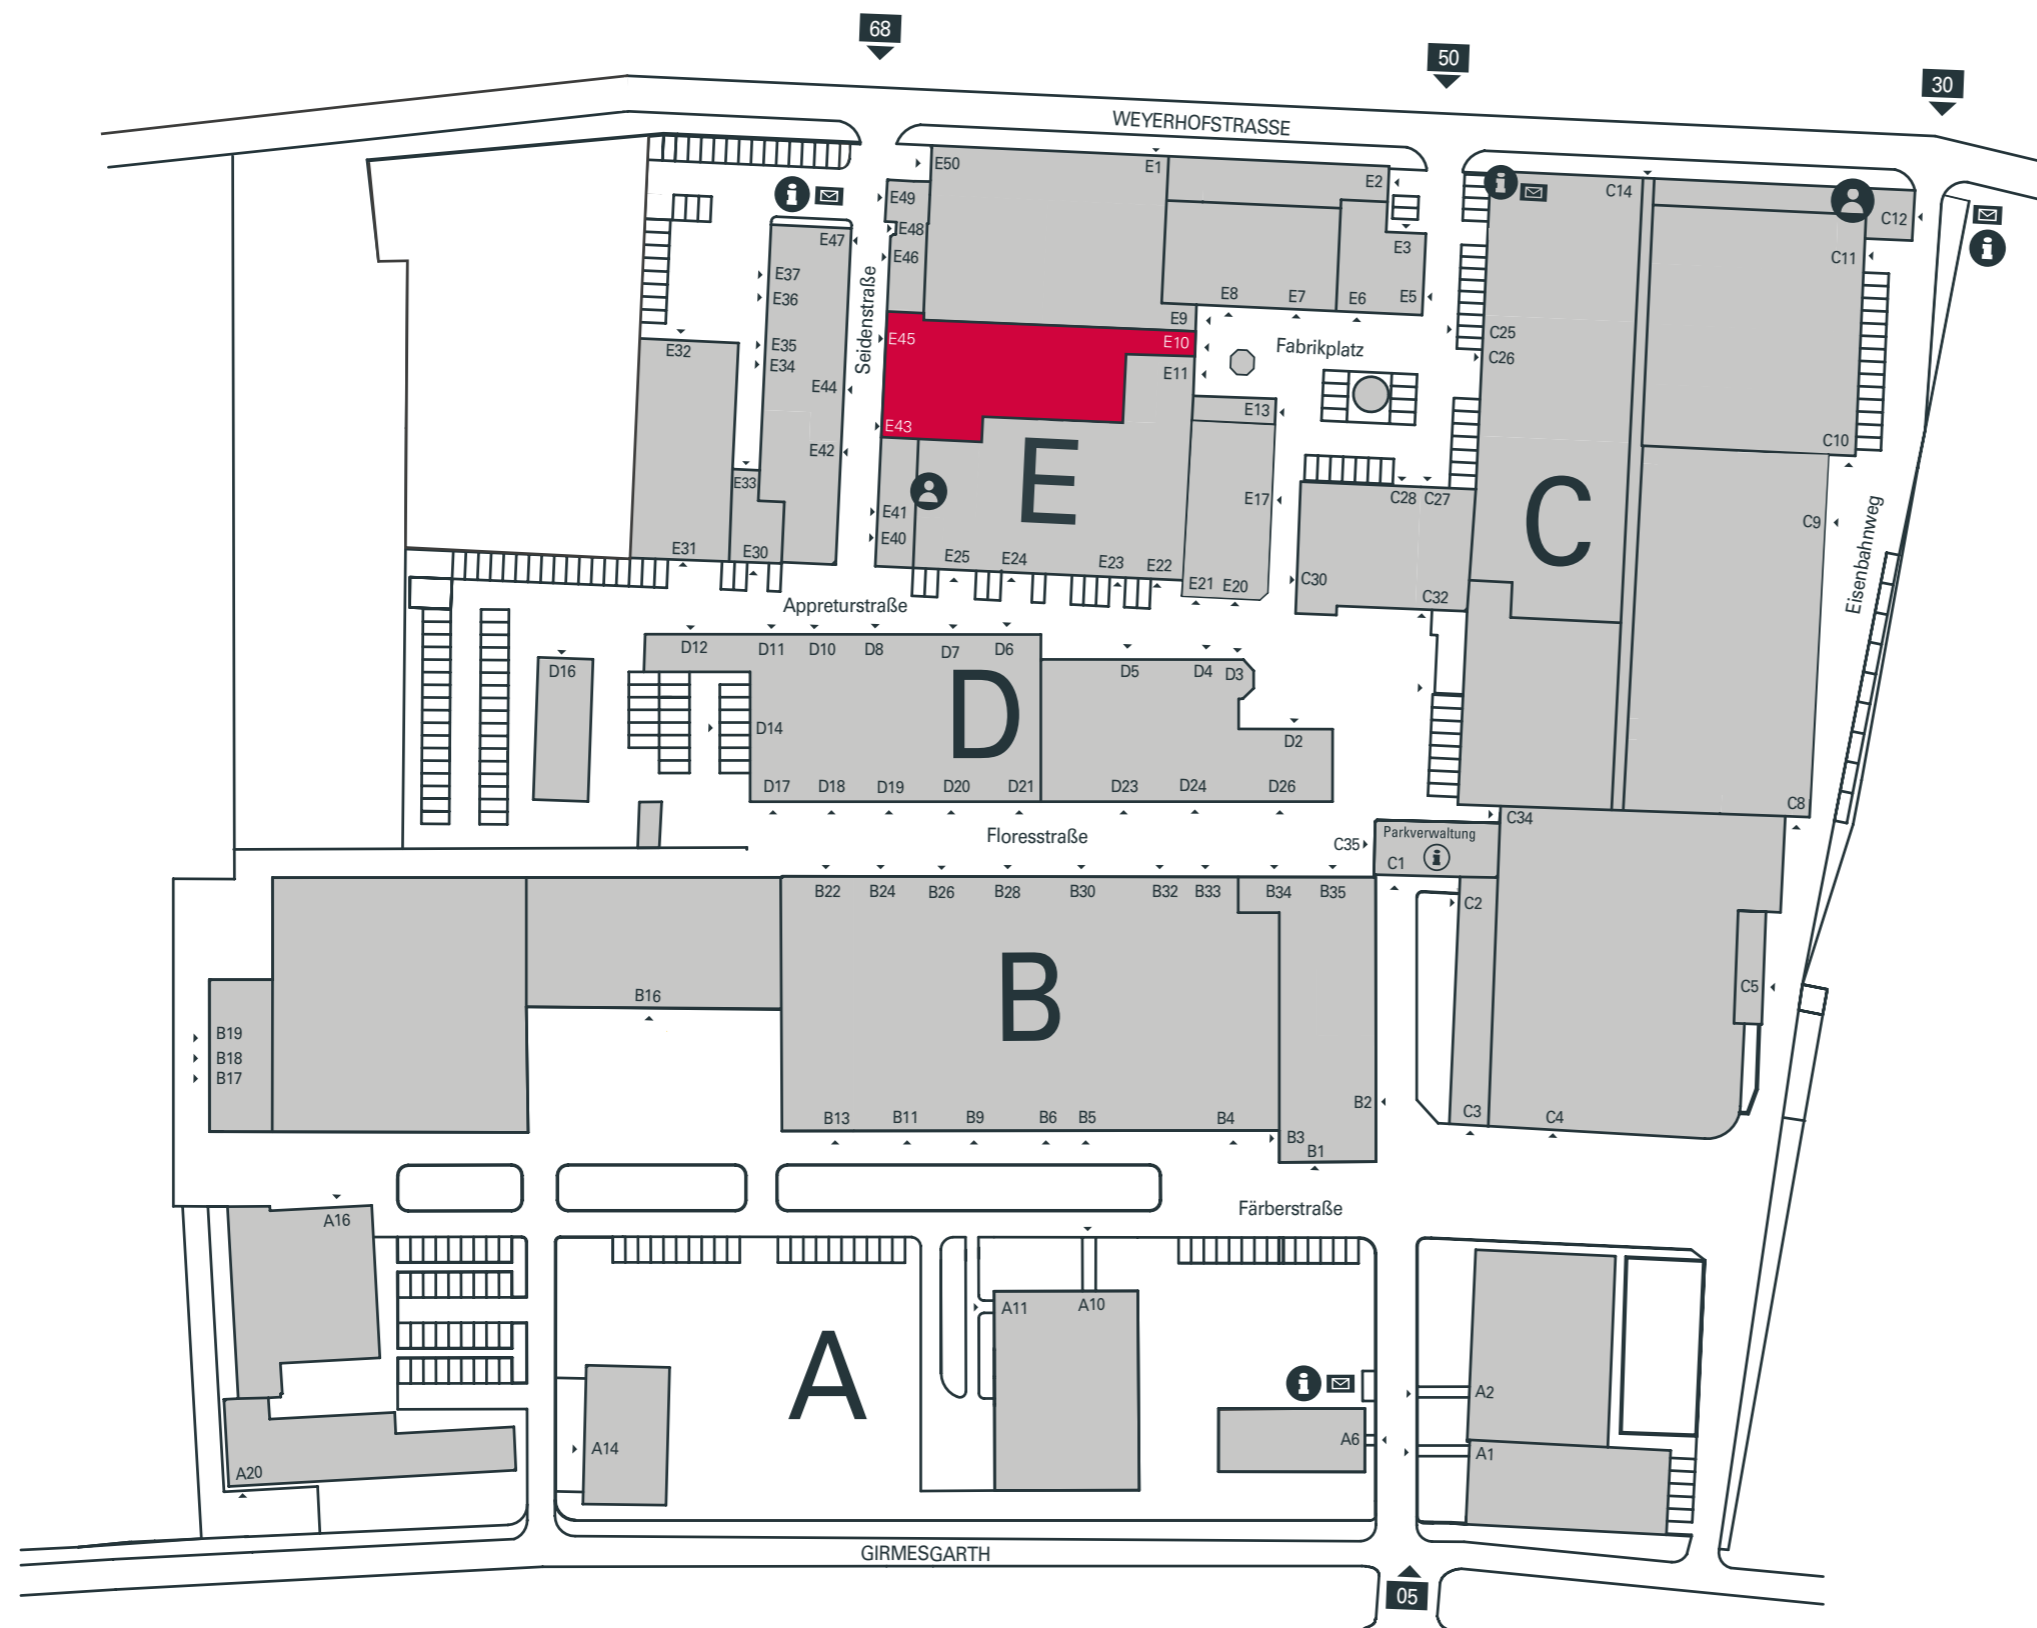 68
50
30
WEYERHOFSTRASSE
E50
E1
E2
C14
C12
E49
E48
E47
E46
E3
C11
E37
E36
Seidenstraße
E8
E7
E6
E5
E9
E45
E10
Fabrikplatz
C25
C26
E35
E34
E32
E11
E44
E13
E43
E
E42
C10
E33
E17
C28
C27
C
C9
Eisenbahnweg
E41
E40
E31
E30
E25
E24
E23
E22
E21
E20
C30
C32
Appreturstraße
D12
D11
D10
D8
D7
D6
D16
D5
D4
D3
D
D14
D2
D17
D18
D19
D20
D21
D23
D24
D26
C8
C34
Floresstraße
Parkverwaltung
C35
C1
B22
B24
B26
B28
B30
B32
B33
B34
B35
C2
B
B16
C5
B19
B18
B17
B13
B11
B9
B6
B5
B4
B3
B1
B2
C3
C4
Färberstraße
A16
A11
A10
A
A2
A6
A1
A14
A20
GIRMESGARTH
05